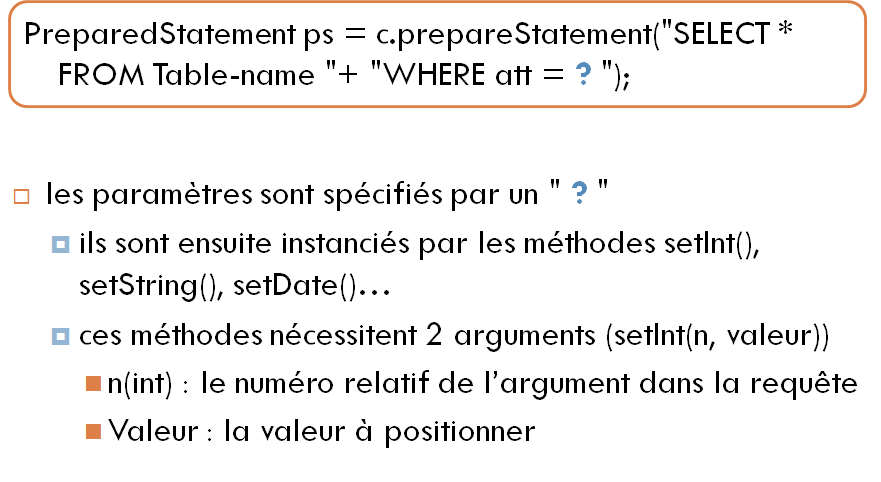 PreparedStatement ps = c.prepareStatement("SELECT *
FROM Table-name "+ "WHERE att = ? ");
les paramètres sont spécifiés par un " ? "
ils sont ensuite instanciés par les méthodes setInt(),
setString(), setDate()…
ces méthodes nécessitent 2 arguments (setInt(n, valeur))
n(int) : le numéro relatif de l'argument dans la requête
Valeur : la valeur à positionner